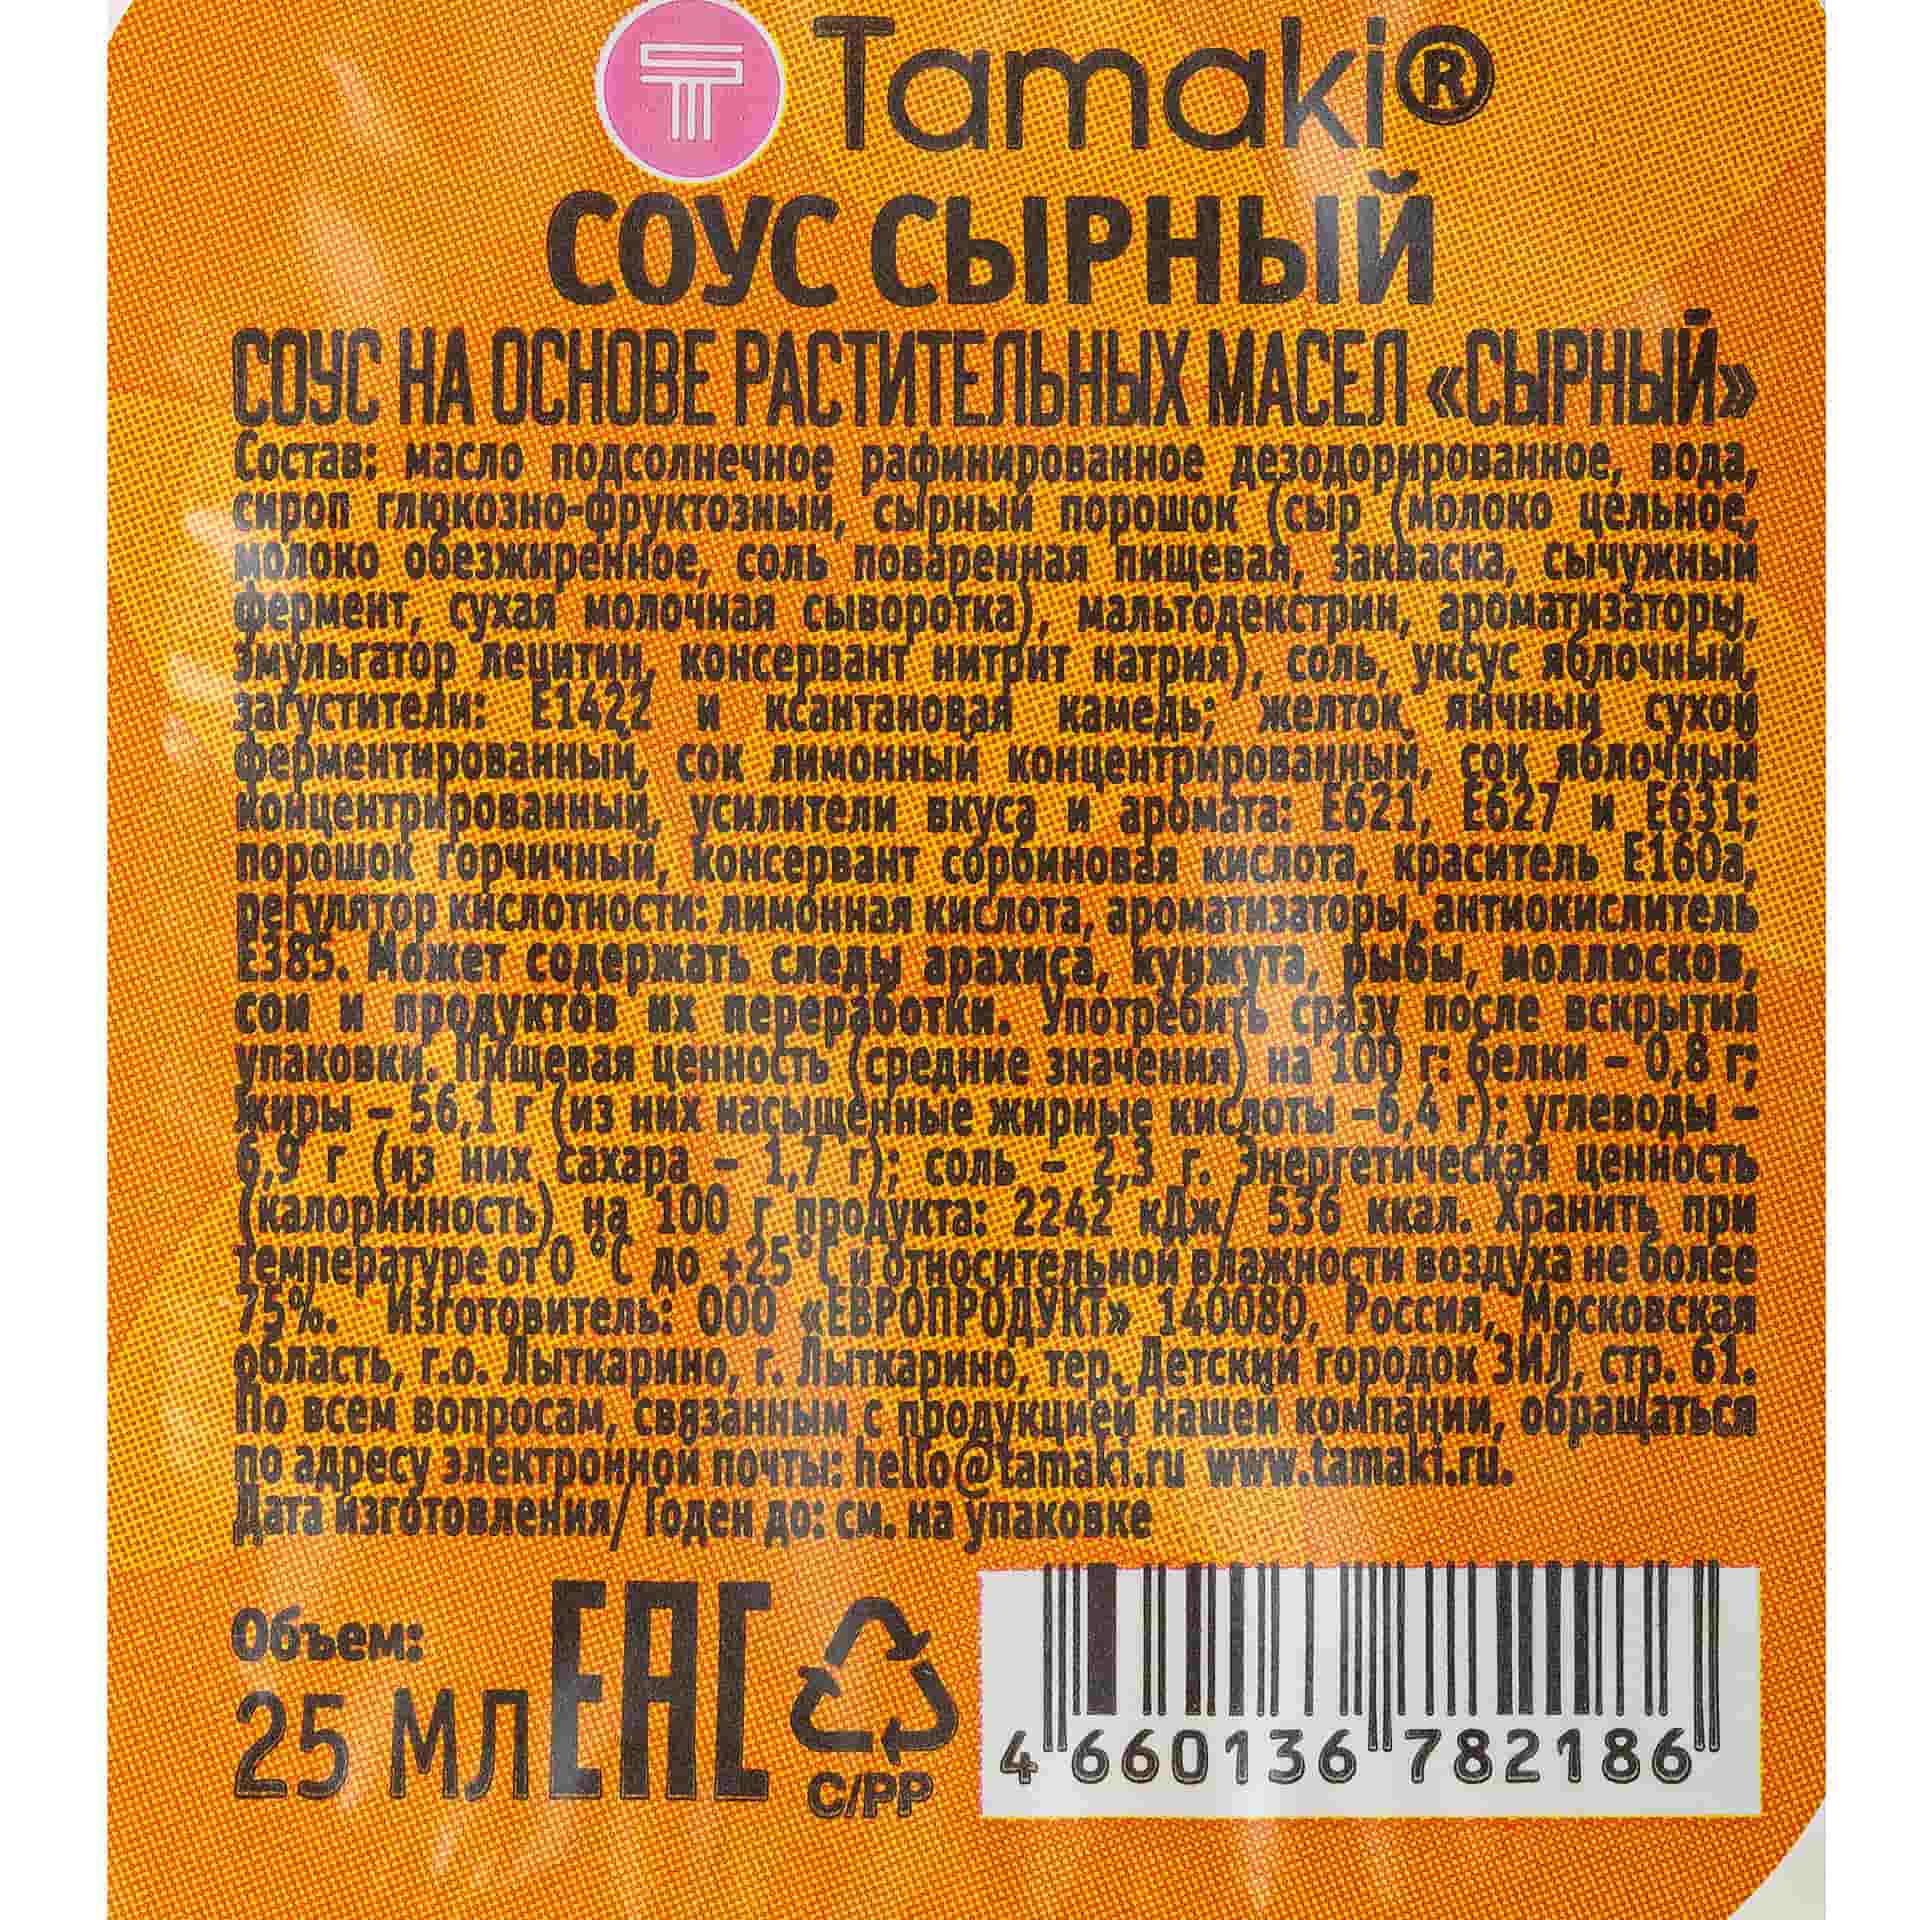 Tamaki®
СОУС СЫРНЫЙ
СОУС НА ОСНОВЕ РАСТИТЕЛЬНЫХ МАСЕЛ «СЫРНЫЙ»
Состав: масло подсолнечное рафинированное дезодорированное, вода,
сироп глюкозно-фруктозный, сырный порошок (сыр (молоко цельное,
молоко обезжиренное, соль поваренная пищевая, закваска, сычужный
фермент, сухая молочная сыворотка), мальтодекстрин, ароматизаторы,
эмульгатор лецитин, консервант нитрит натрия), соль, уксус яблочный,
загустители: Е1422 и ксантановая камедь; желток яичный сухой
ферментированный, сок лимонный концентрированный, сок яблочный
концентрированный, усилители вкуса и аромата: Е621, Е627 и Е631;
порошок горчичный, консервант сорбиновая кислота, краситель Е160а,
регулятор кислотности: лимонная кислота, ароматизаторы, антиокислитель
Е385. Может содержать следы арахиса, кунжута, рыбы, моллюсков,
сои и продуктов их переработки. Употребить сразу после вскрытия
упаковки. Пищевая ценность (средние значения) на 100 г: белки – 0,8 г;
жиры – 56,1 г (из них насыщенные жирные кислоты –6,4 г); углеводы –
6,9 г (из них сахара – 1,7 г); соль – 2,3 г. Энергетическая ценность
(калорийность) на 100 г продукта: 2242 кДж/ 536 ккал. Хранить при
температуре от 0 °С до +25°С и относительной влажности воздуха не более
75%. Изготовитель: ООО «ЕВРОПРОДУКТ» 140080, Россия, Московская
область, г.о. Лыткарино, г. Лыткарино, тер. Детский городок ЗИЛ, стр. 61.
По всем вопросам, связанным с продукцией нашей компании, обращаться
по адресу электронной почты: hello@tamaki.ru www.tamaki.ru.
Дата изготовления/ Годен до: см. на упаковке
Объем:
25 МЛ
ЕАС
C/PP
4 660136 782186